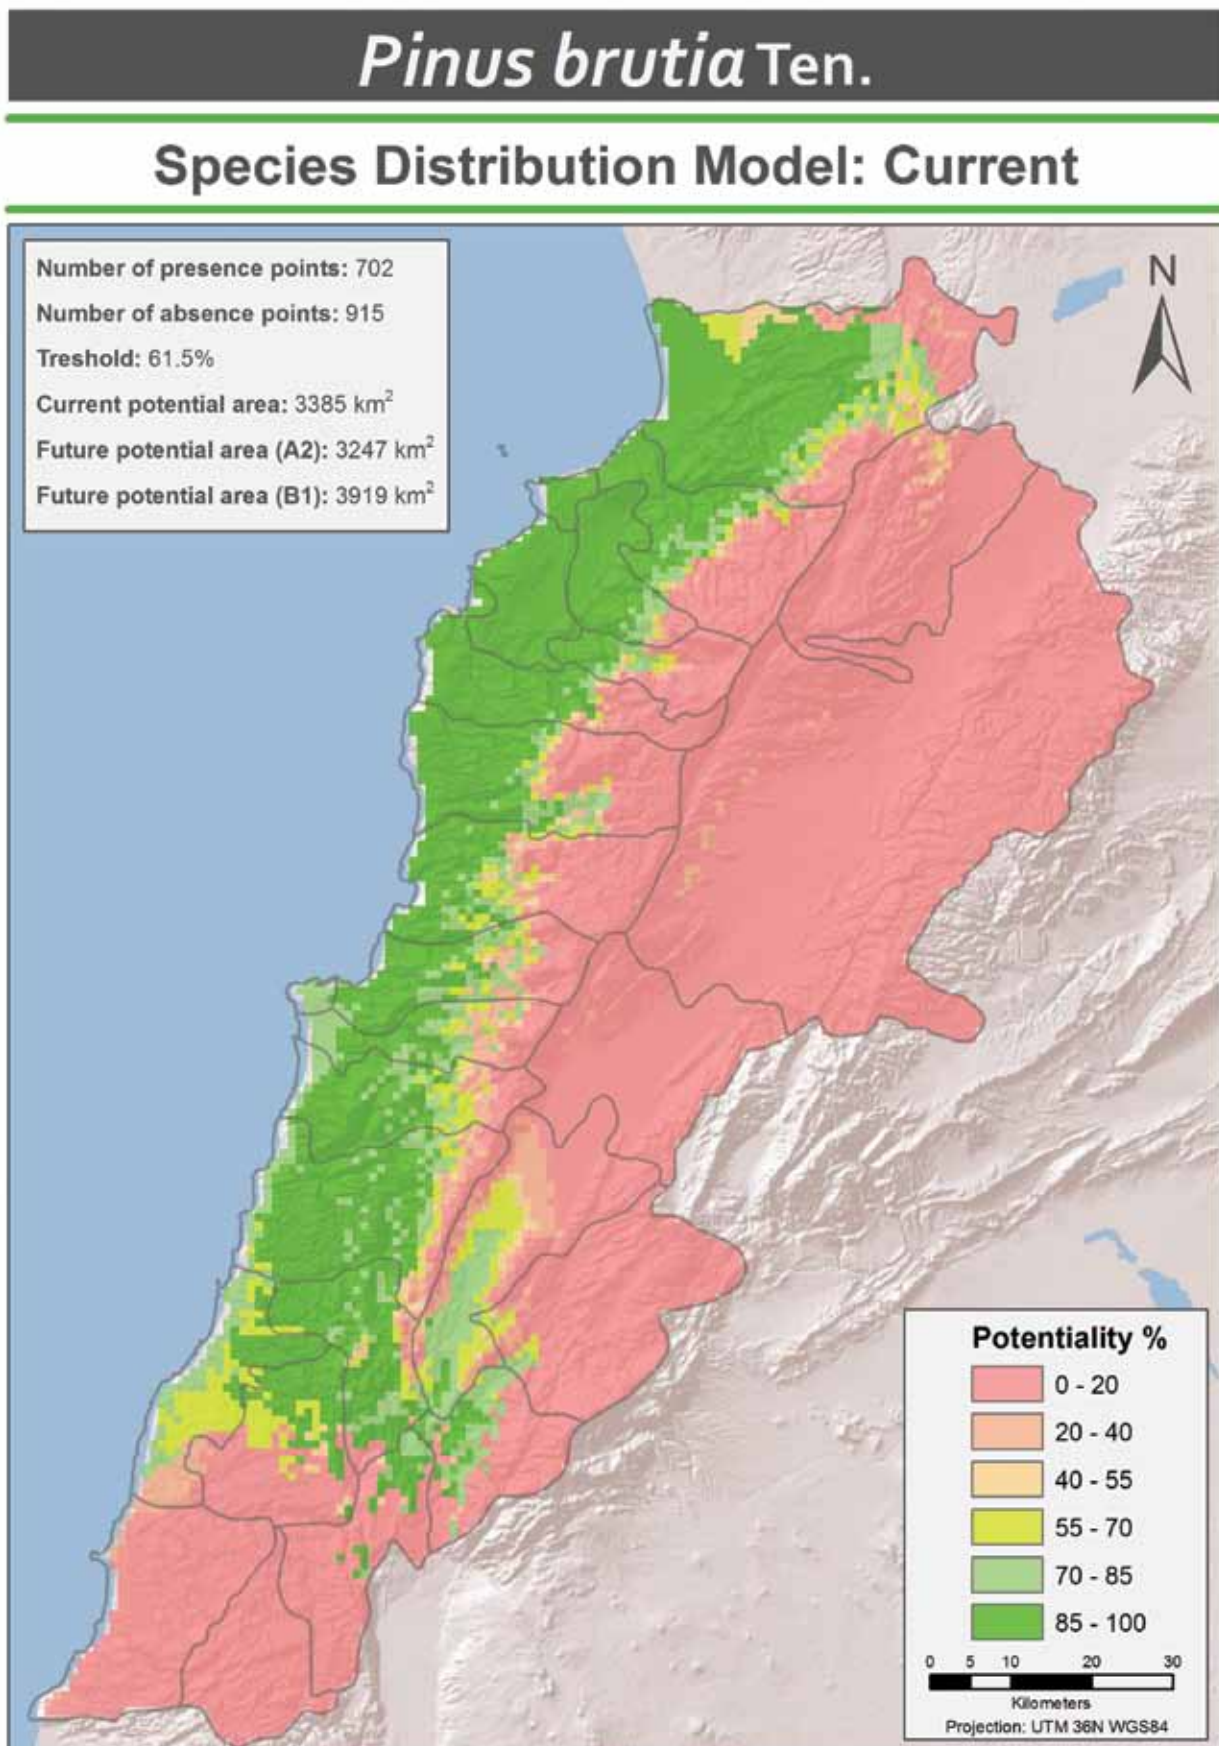 Pinus brutia Ten.
Species Distribution Model: Current
Number of presence points: 702
Number of absence points: 915
Treshold: 61.5%
Current potential area: 3385 km²
Future potential area (A2): 3247 km²
Future potential area (B1): 3919 km²
N
Potentiality %
0 - 20
20 - 40
40 - 55
55 - 70
70 - 85
85 - 100
0 5 10 20 30
Kilometers
Projection: UTM 36N WGS84